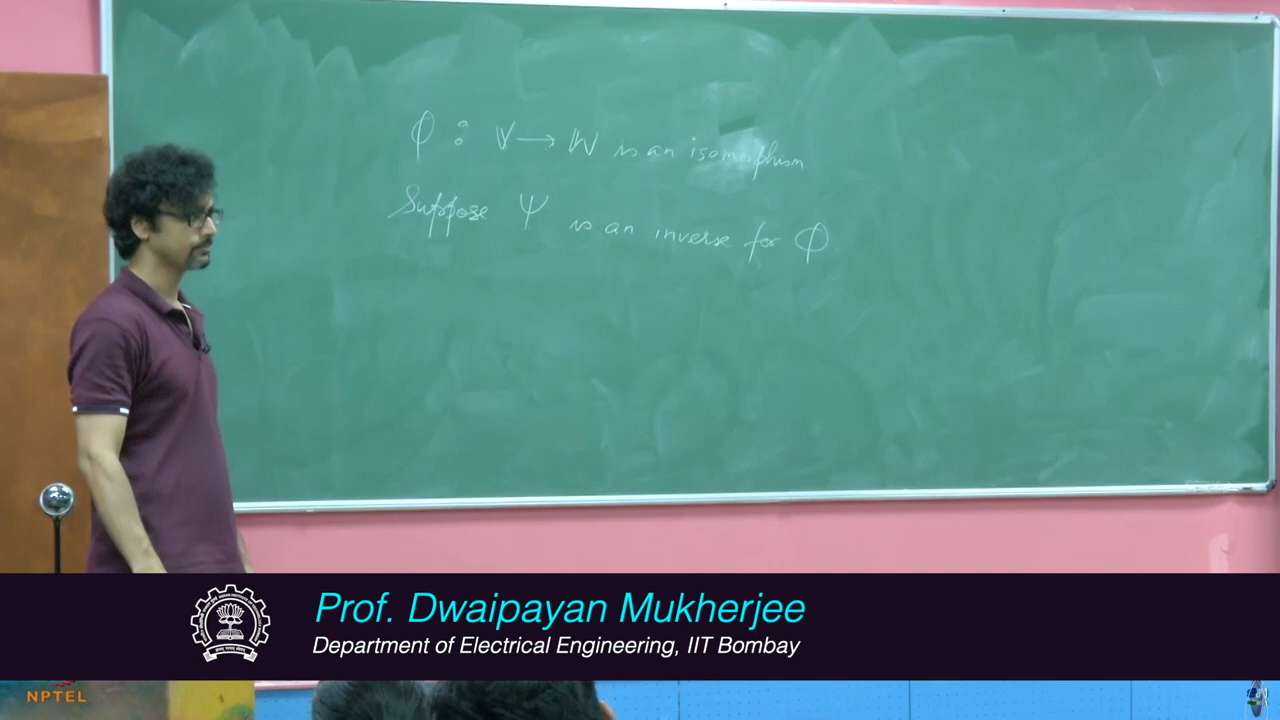 φ : V → W is an isomorphism
Suppose Ψ is an inverse for φ
Prof. Dwaipayan Mukherjee
Department of Electrical Engineering, IIT Bombay
NPTEL